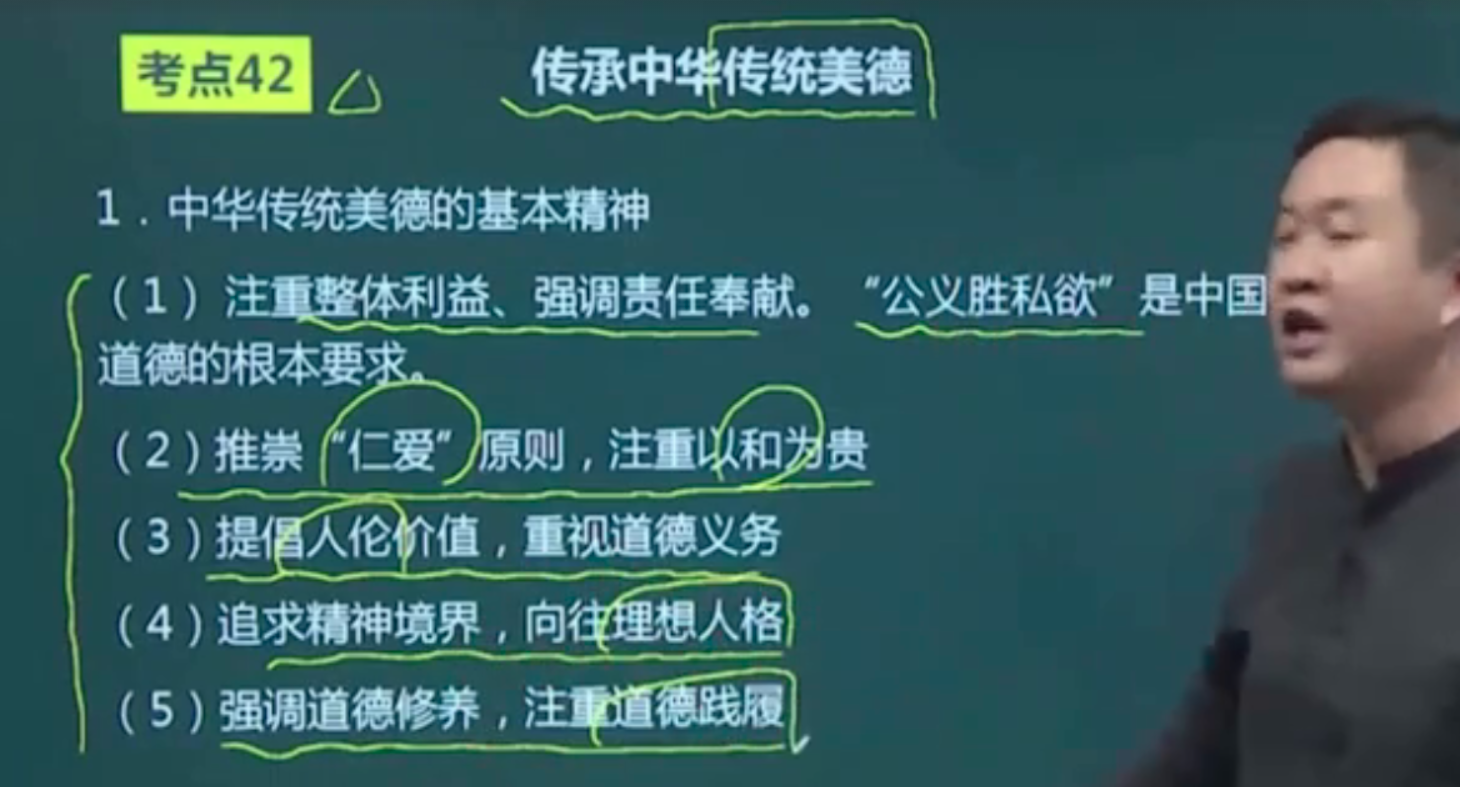 考点42
传承中华传统美德
1．中华传统美德的基本精神
（1）注重整体利益、强调责任奉献。“公义胜私欲”是中国
道德的根本要求。
（2）推崇“仁爱”原则，注重以和为贵
（3）提倡人伦价值，重视道德义务
（4）追求精神境界，向往理想人格
（5）强调道德修养，注重道德践履